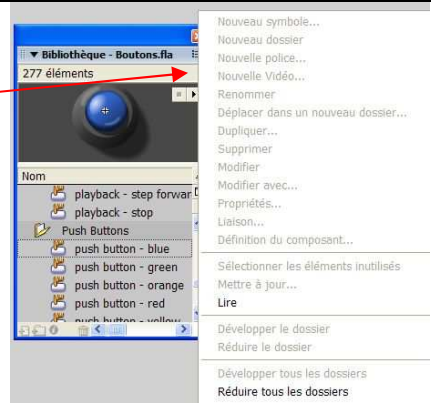 Bibliothèque - Boutons.fla
277 éléments
Nom
playback - step forwar
playback - stop
Push Buttons
push button - blue
push button - green
push button - orange
push button - red
push button - yellow
Nouveau symbole...
Nouveau dossier
Nouvelle police...
Nouvelle Vidéo...
Renommer
Déplacer dans un nouveau dossier...
Dupliquer...
Supprimer
Modifier
Modifier avec...
Propriétés...
Liaison...
Définition du composant...
Sélectionner les éléments inutilisés
Mettre à jour...
Lire
Développer le dossier
Réduire le dossier
Développer tous les dossiers
Réduire tous les dossiers